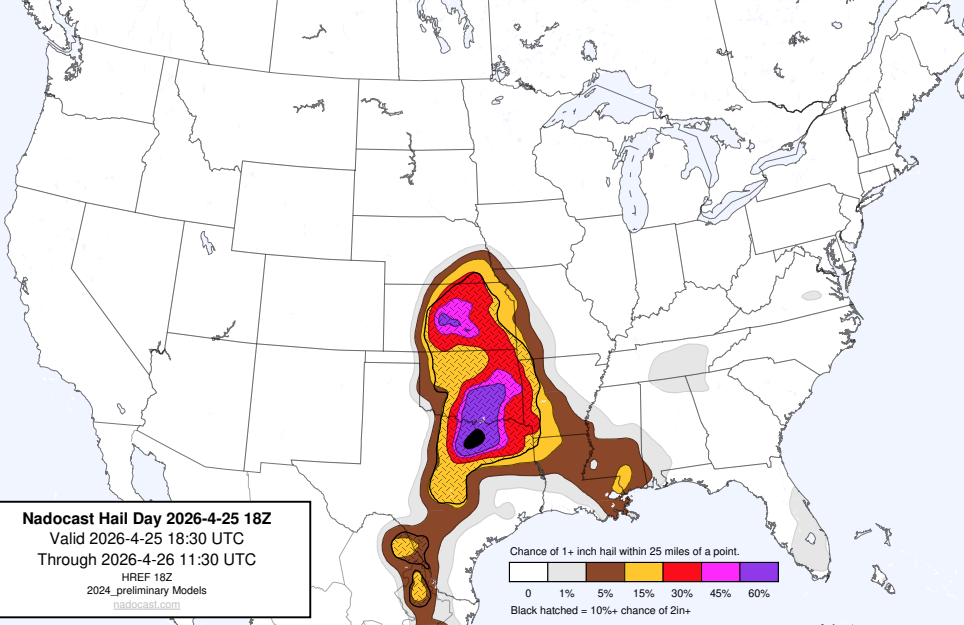 Nadocast Hail Day 2026-4-25 18Z
Valid 2026-4-25 18:30 UTC
Through 2026-4-26 11:30 UTC
HREF 18Z
2024_preliminary Models
nadocast.com
Chance of 1+ inch hail within 25 miles of a point.
0 1% 5% 15% 30% 45% 60%
Black hatched = 10%+ chance of 2in+